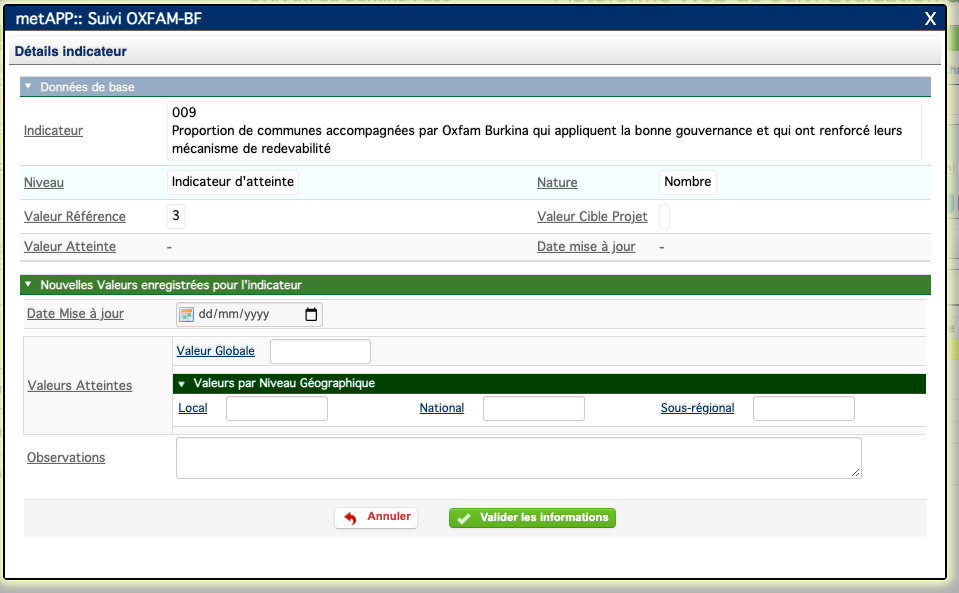 metAPP:: Suivi OXFAM-BF
X
Détails indicateur
Données de base
Indicateur
009
Proportion de communes accompagnées par Oxfam Burkina qui appliquent la bonne gouvernance et qui ont renforcé leurs
mécanisme de redevabilité
Niveau Indicateur d'atteinte Nature Nombre
Valeur Référence 3 Valeur Cible Projet
Valeur Atteinte - Date mise à jour -
Nouvelles Valeurs enregistrées pour l'indicateur
Date Mise à jour dd/mm/yyyy
Valeur Globale
Valeurs Atteintes
Valeurs par Niveau Géographique
Local National Sous-régional
Observations
Annuler Valider les informations